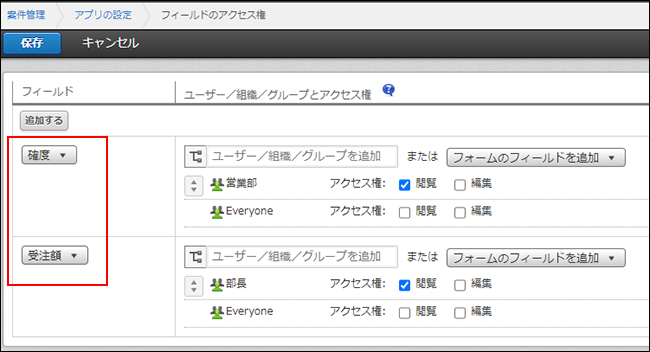 案件管理 アプリの設定 フィールドのアクセス権
保存 キャンセル
フィールド ユーザー／組織／グループとアクセス権 ?
追加する
確度 ユーザー／組織／グループを追加 または フォームのフィールドを追加
営業部 アクセス権: 閲覧 編集
Everyone アクセス権: 閲覧 編集
受注額 ユーザー／組織／グループを追加 または フォームのフィールドを追加
部長 アクセス権: 閲覧 編集
Everyone アクセス権: 閲覧 編集